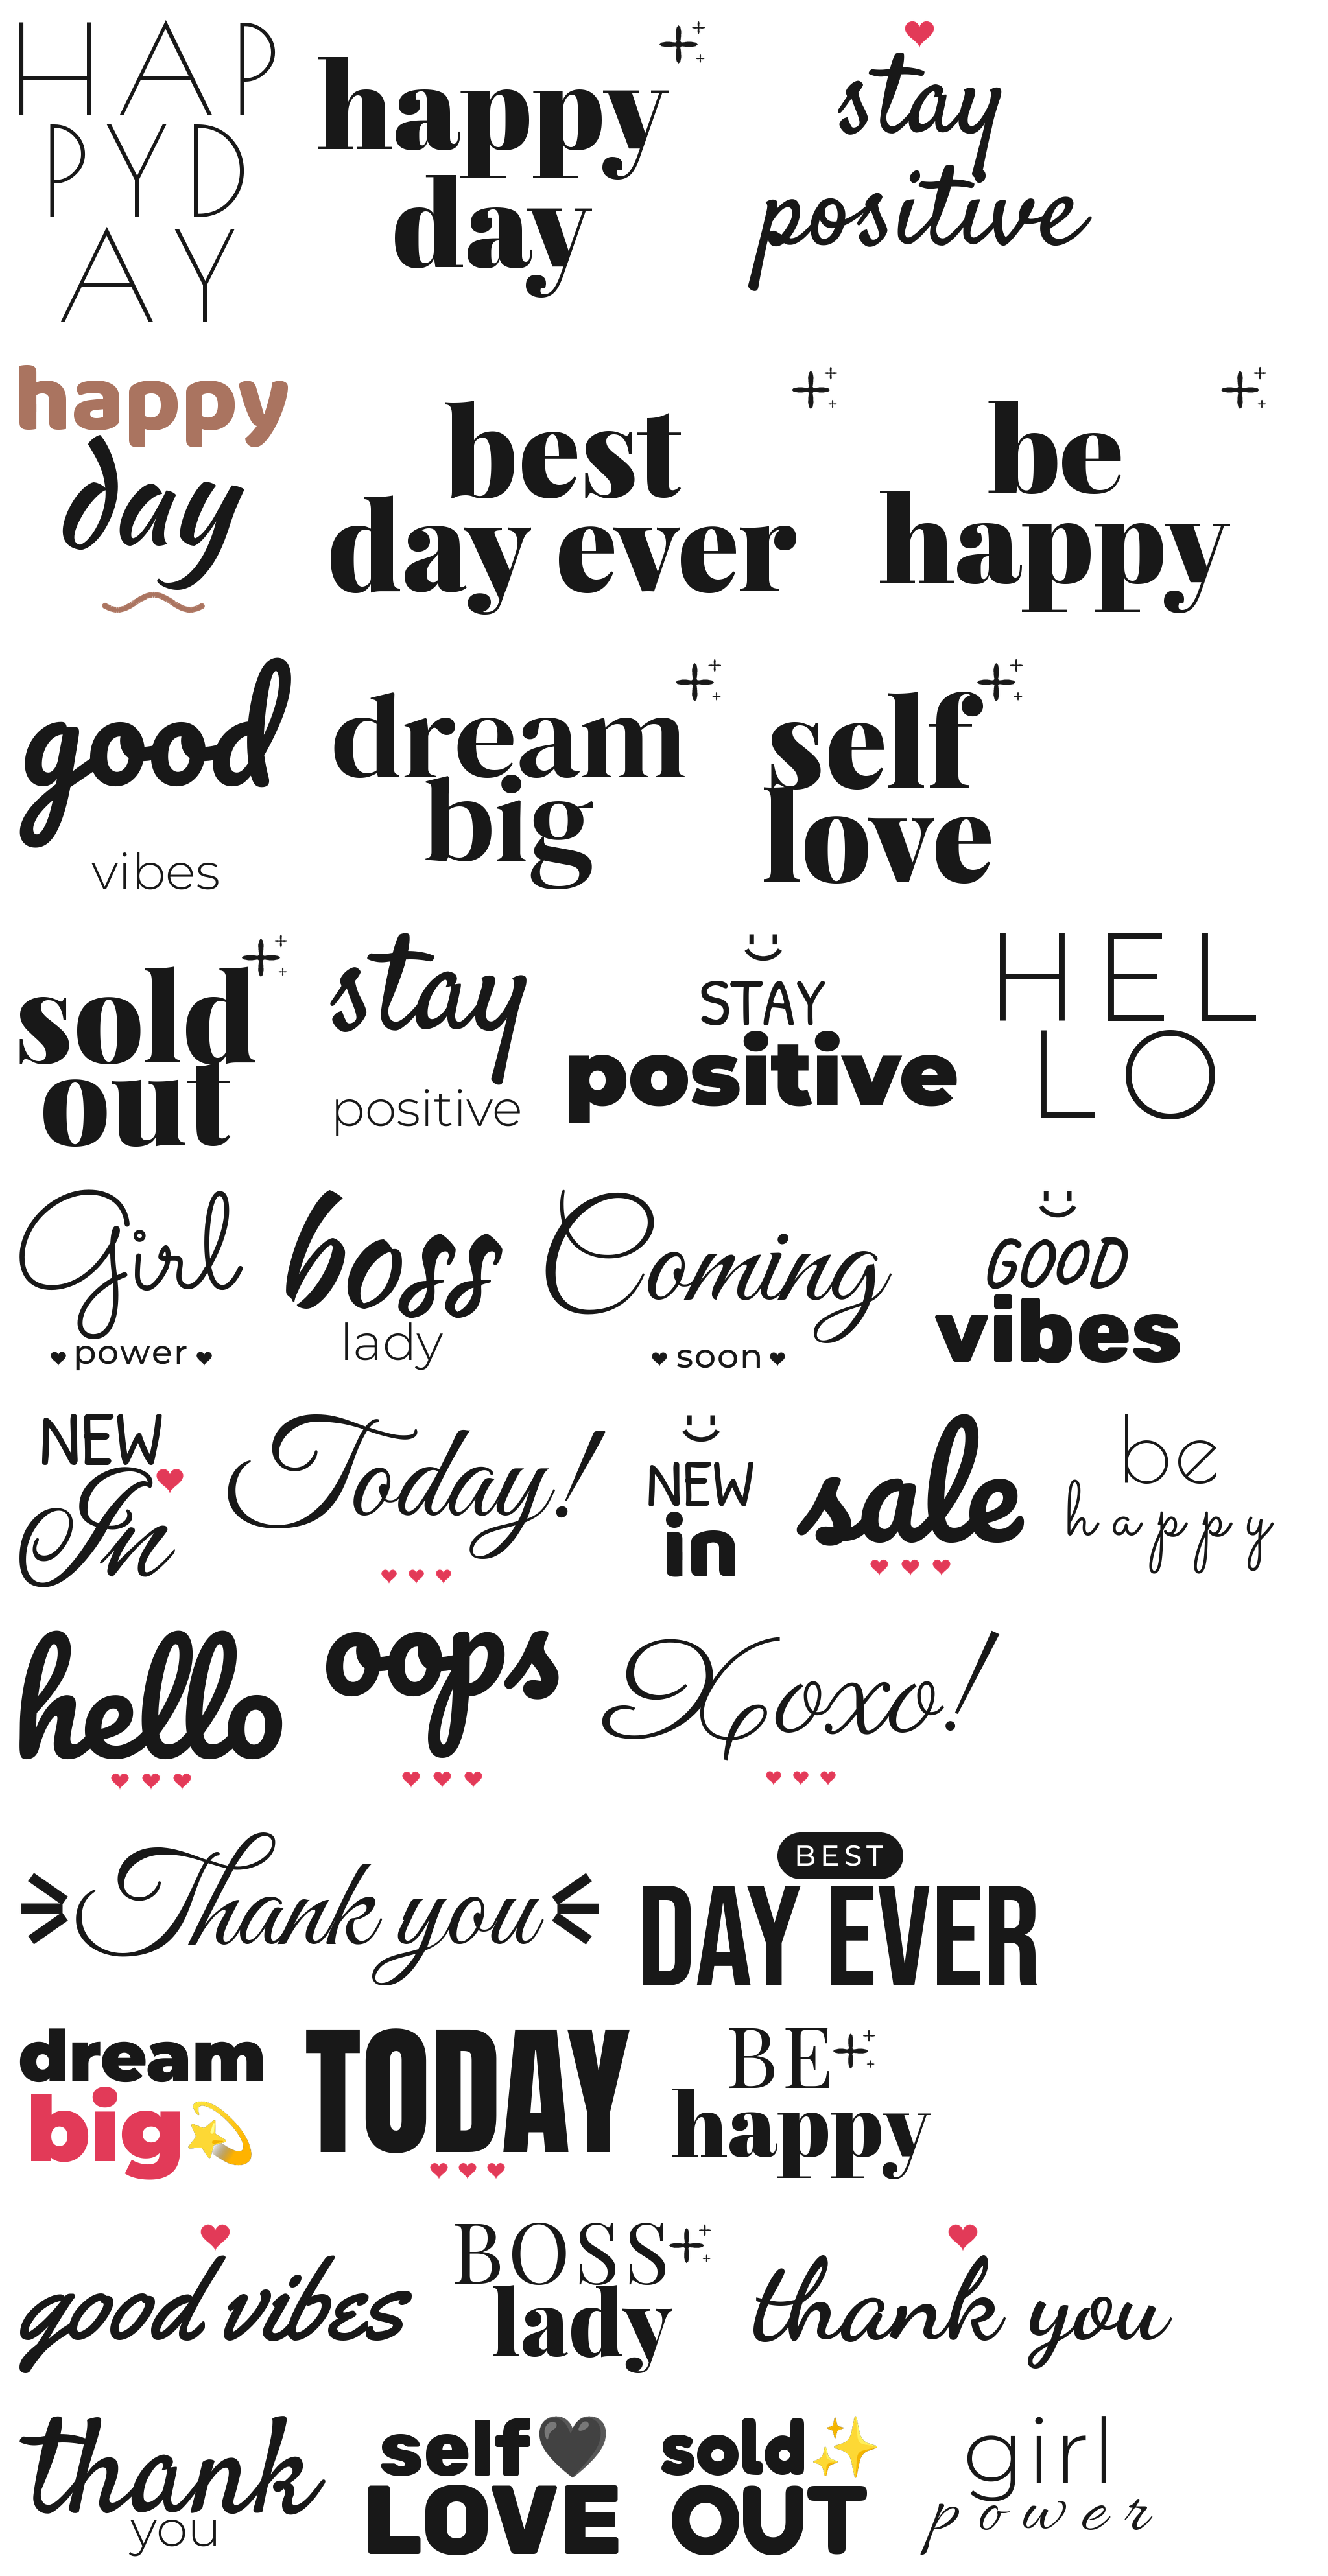 HAP
PYD
AY
happy
day
stay
positive
happy
day
best
day ever
be
happy
good
vibes
dream
big
self
love
sold
out
stay
positive
STAY
positive
HEL
LO
Girl
power
boss
lady
Coming
soon
GOOD
vibes
NEW
In
Today!
NEW
in
sale
be
happy
hello
oops
Xoxo!
Thank you
BEST
DAY EVER
dream
big
TODAY
BE
happy
good vibes
BOSS
lady
thank you
thank
you
self
LOVE
sold
OUT
girl
power